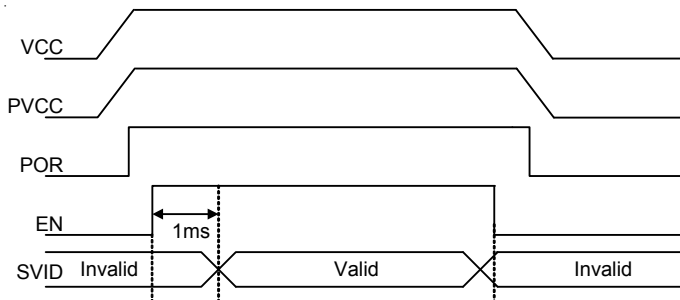 VCC
PVCC
POR
EN
1ms
SVID Invalid Valid Invalid